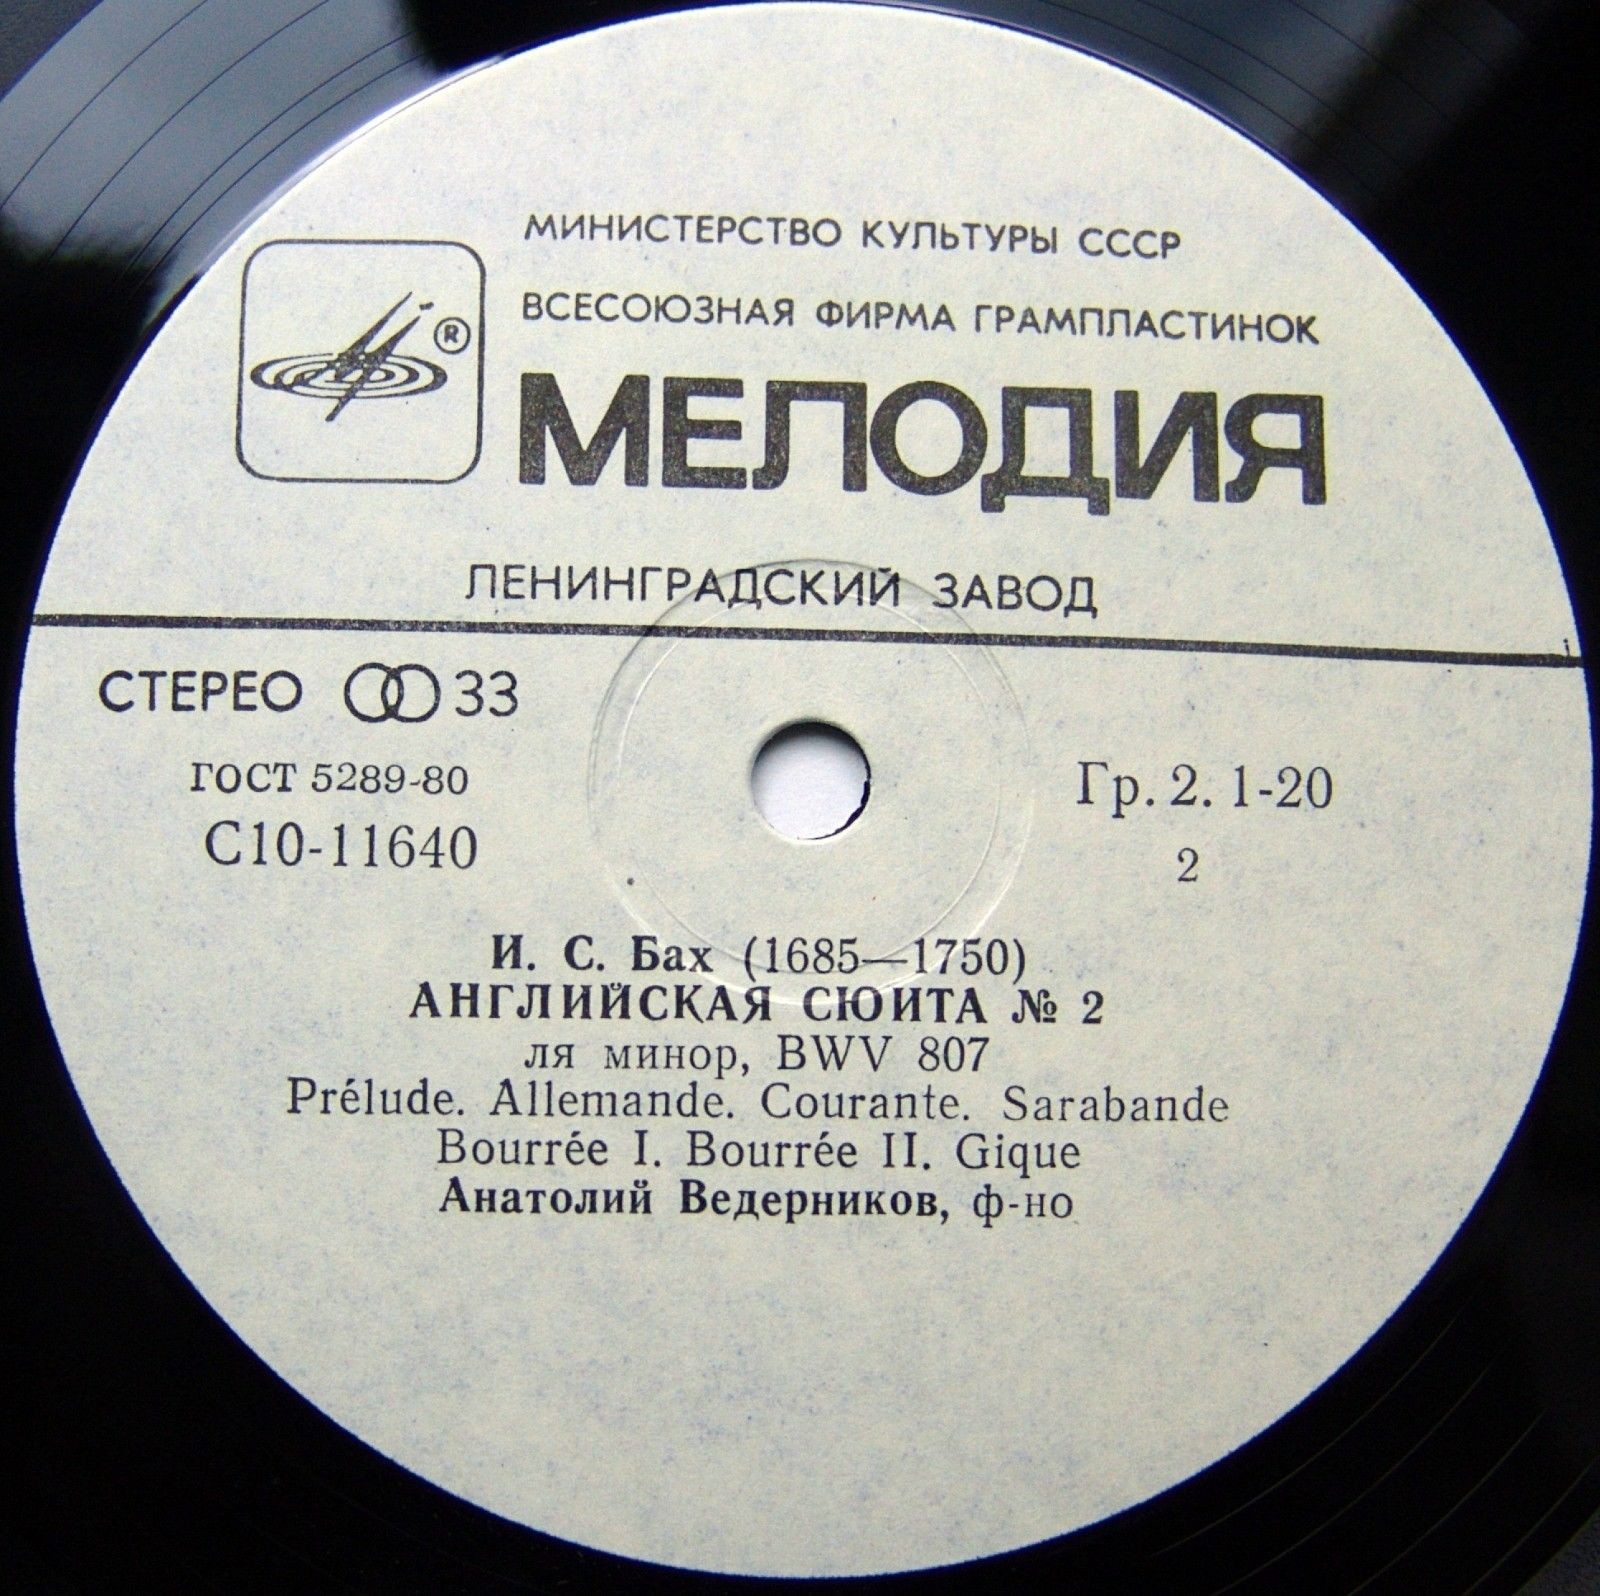 МИНИСТЕРСТВО КУЛЬТУРЫ СССР
ВСЕСОЮЗНАЯ ФИРМА ГРАМПЛАСТИНОК
®
МЕЛОДИЯ
ЛЕНИНГРАДСКИЙ ЗАВОД
СТЕРЕО 33
ГОСТ 5289-80
С10-11640
Гр. 2. 1-20
2
И. С. Бах (1685—1750)
АНГЛИЙСКАЯ СЮИТА № 2
ля минор, BWV 807
Prélude. Allemande. Courante. Sarabande
Bourrée I. Bourrée II. Gique
Анатолий Ведерников, ф-но